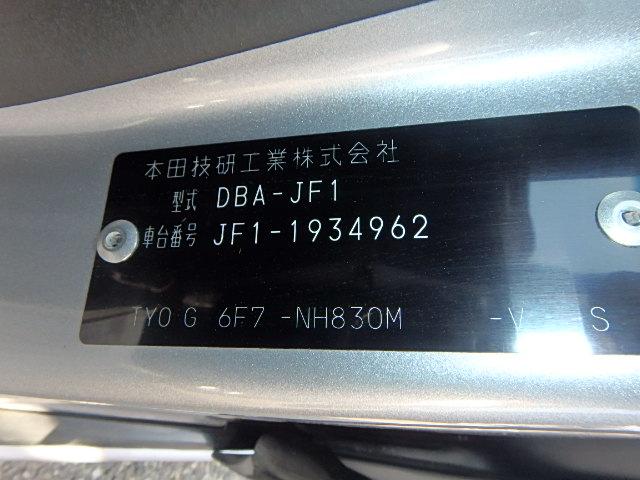 本田技研工業株式会社
型式 DBA-JF1
車台番号 JF1-1934962
TYO G 6F7 -NH830M -V S